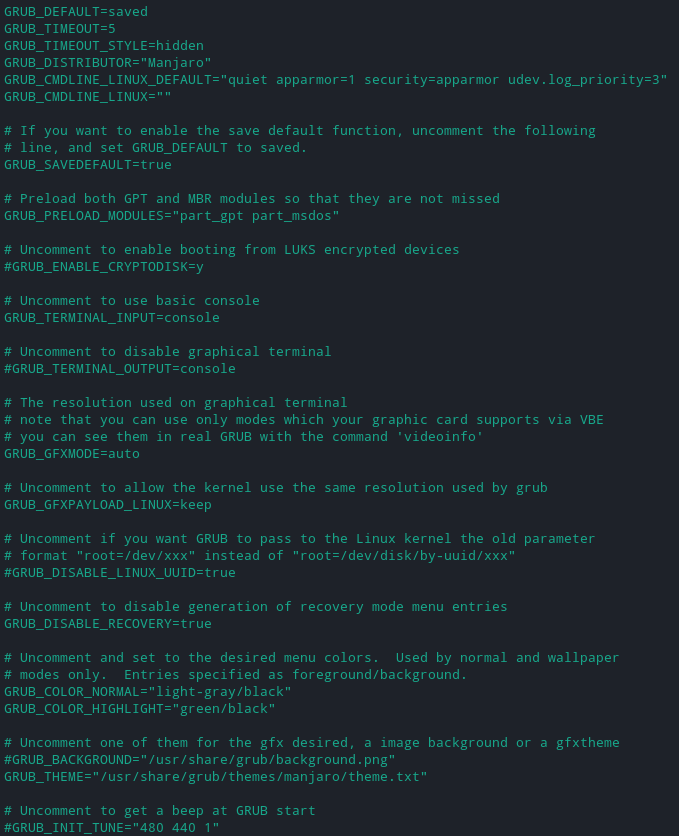 GRUB_DEFAULT=saved
GRUB_TIMEOUT=5
GRUB_TIMEOUT_STYLE=hidden
GRUB_DISTRIBUTOR="Manjaro"
GRUB_CMDLINE_LINUX_DEFAULT="quiet apparmor=1 security=apparmor udev.log_priority=3"
GRUB_CMDLINE_LINUX=""

# If you want to enable the save default function, uncomment the following
# line, and set GRUB_DEFAULT to saved.
GRUB_SAVEDEFAULT=true

# Preload both GPT and MBR modules so that they are not missed
GRUB_PRELOAD_MODULES="part_gpt part_msdos"

# Uncomment to enable booting from LUKS encrypted devices
#GRUB_ENABLE_CRYPTODISK=y

# Uncomment to use basic console
GRUB_TERMINAL_INPUT=console

# Uncomment to disable graphical terminal
#GRUB_TERMINAL_OUTPUT=console

# The resolution used on graphical terminal
# note that you can use only modes which your graphic card supports via VBE
# you can see them in real GRUB with the command 'videoinfo'
GRUB_GFXMODE=auto

# Uncomment to allow the kernel use the same resolution used by grub
GRUB_GFXPAYLOAD_LINUX=keep

# Uncomment if you want GRUB to pass to the Linux kernel the old parameter
# format "root=/dev/xxx" instead of "root=/dev/disk/by-uuid/xxx"
#GRUB_DISABLE_LINUX_UUID=true

# Uncomment to disable generation of recovery mode menu entries
GRUB_DISABLE_RECOVERY=true

# Uncomment and set to the desired menu colors.  Used by normal and wallpaper
# modes only.  Entries specified as foreground/background.
GRUB_COLOR_NORMAL="light-gray/black"
GRUB_COLOR_HIGHLIGHT="green/black"

# Uncomment one of them for the gfx desired, a image background or a gfxtheme
#GRUB_BACKGROUND="/usr/share/grub/background.png"
GRUB_THEME="/usr/share/grub/themes/manjaro/theme.txt"

# Uncomment to get a beep at GRUB start
#GRUB_INIT_TUNE="480 440 1"